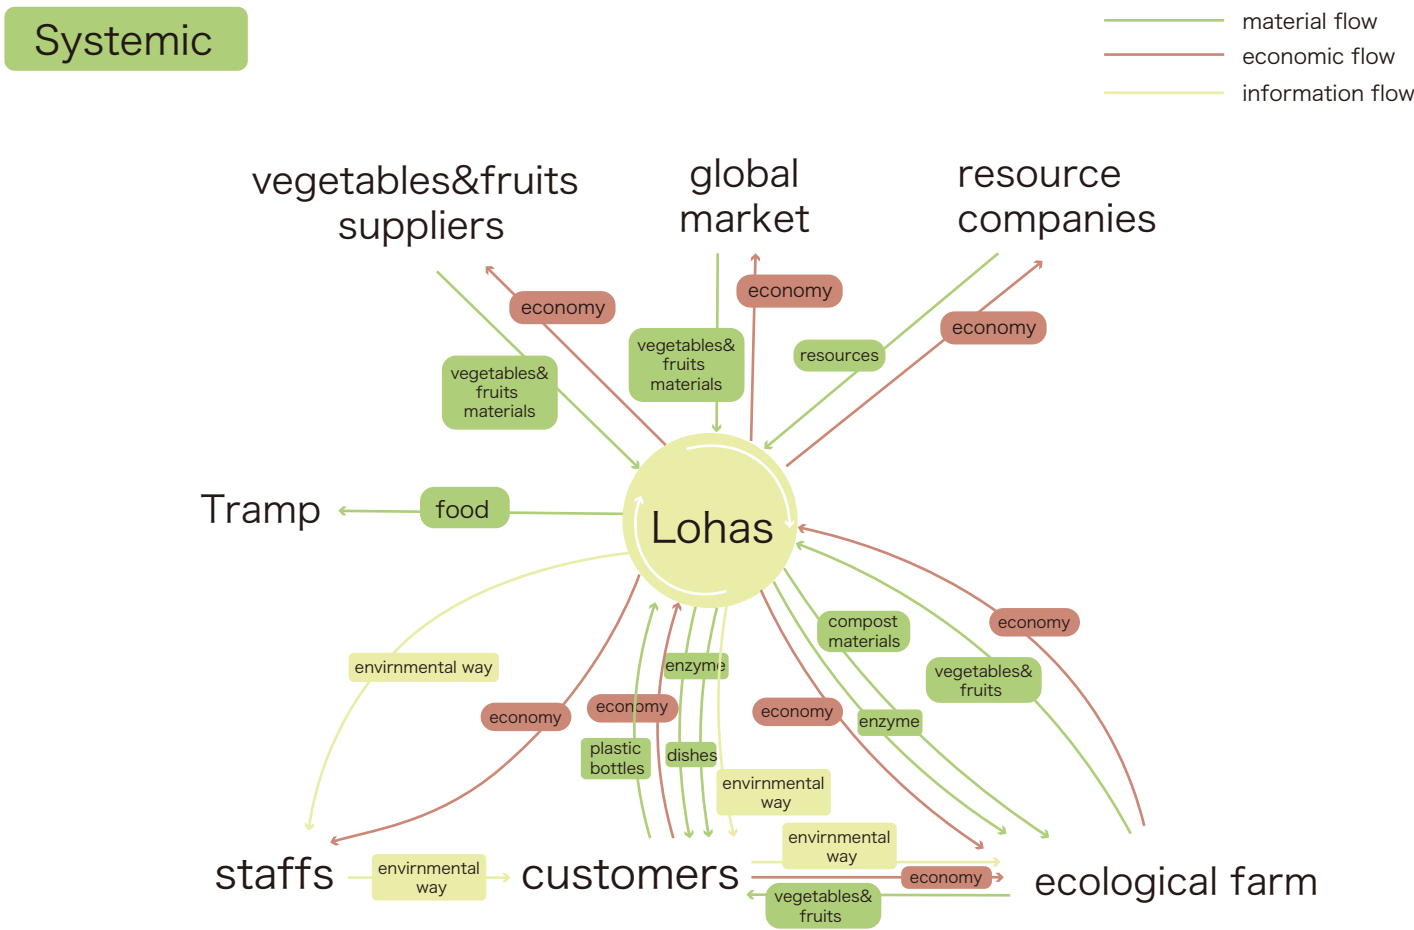 Systemic
material flow
economic flow
information flow
vegetables&fruits
suppliers
global
market
resource
companies
economy
economy
economy
vegetables&
fruits
materials
vegetables&
fruits
materials
resources
Tramp
food
Lohas
envirnmental way
economy
economy
plastic
bottles
enzyme
dishes
envirnmental
way
economy
compost
materials
enzyme
vegetables&
fruits
economy
staffs
envirnmental
way
customers
envirnmental
way
economy
vegetables&
fruits
ecological farm